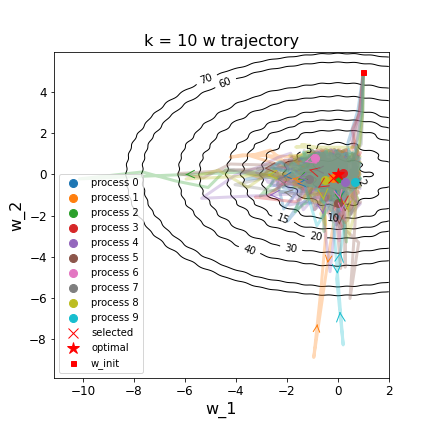 k = 10 w trajectory
w_2
4
2
0
−2
−4
−6
−8
70
60
5
2
10
15
20
30
40
process 0
process 1
process 2
process 3
process 4
process 5
process 6
process 7
process 8
process 9
selected
optimal
w_init
−10
−8
−6
−4
−2
0
2
w_1